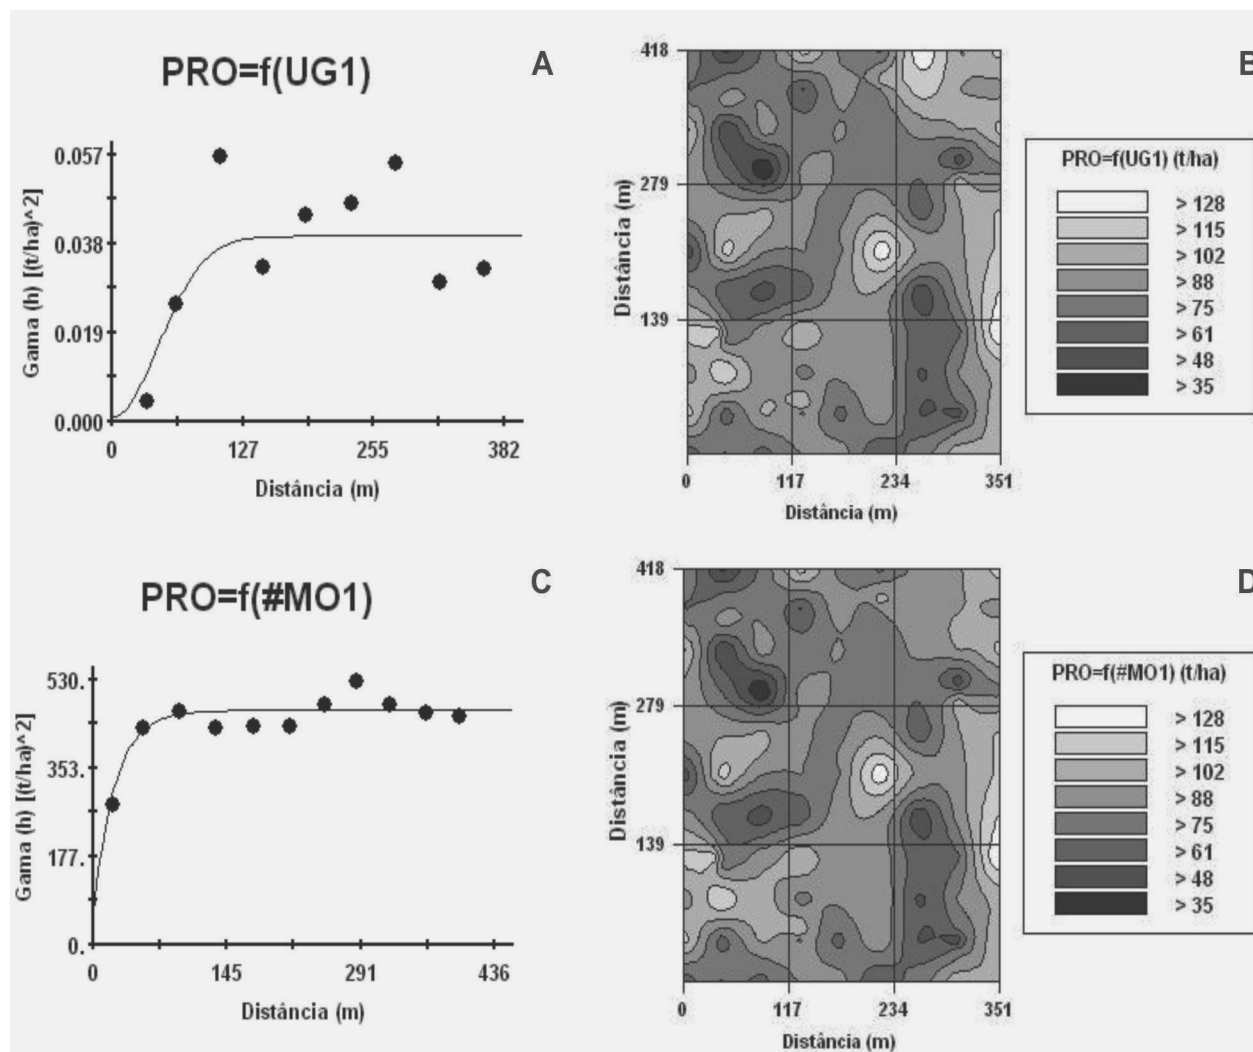 PRO=f(UG1)
A
Gama (h) [(t/ha)^2]
0.057
0.038
0.019
0.000
0 127 255 382
Distância (m)
B
Distância (m)
418
279
139
0 117 234 351
Distância (m)
PRO=f(UG1) (t/ha)
> 128
> 115
> 102
> 88
> 75
> 61
> 48
> 35
PRO=f(#MO1)
C
Gama (h) [(t/ha)^2]
530.
353.
177.
0.
0 145 291 436
Distância (m)
D
Distância (m)
418
279
139
0 117 234 351
Distância (m)
PRO=f(#MO1) (t/ha)
> 128
> 115
> 102
> 88
> 75
> 61
> 48
> 35